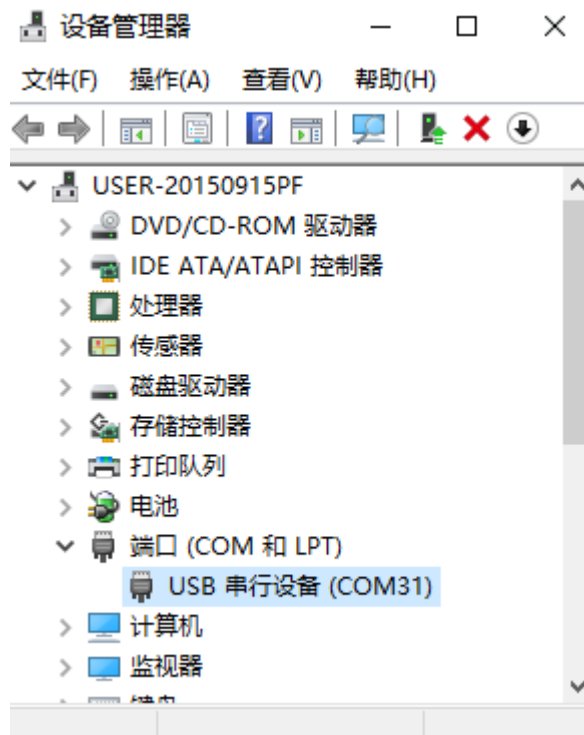 设备管理器
文件(F) 操作(A) 查看(V) 帮助(H)
USER-20150915PF
DVD/CD-ROM 驱动器
IDE ATA/ATAPI 控制器
处理器
传感器
磁盘驱动器
存储控制器
打印队列
电池
端口 (COM 和 LPT)
USB 串行设备 (COM31)
计算机
监视器